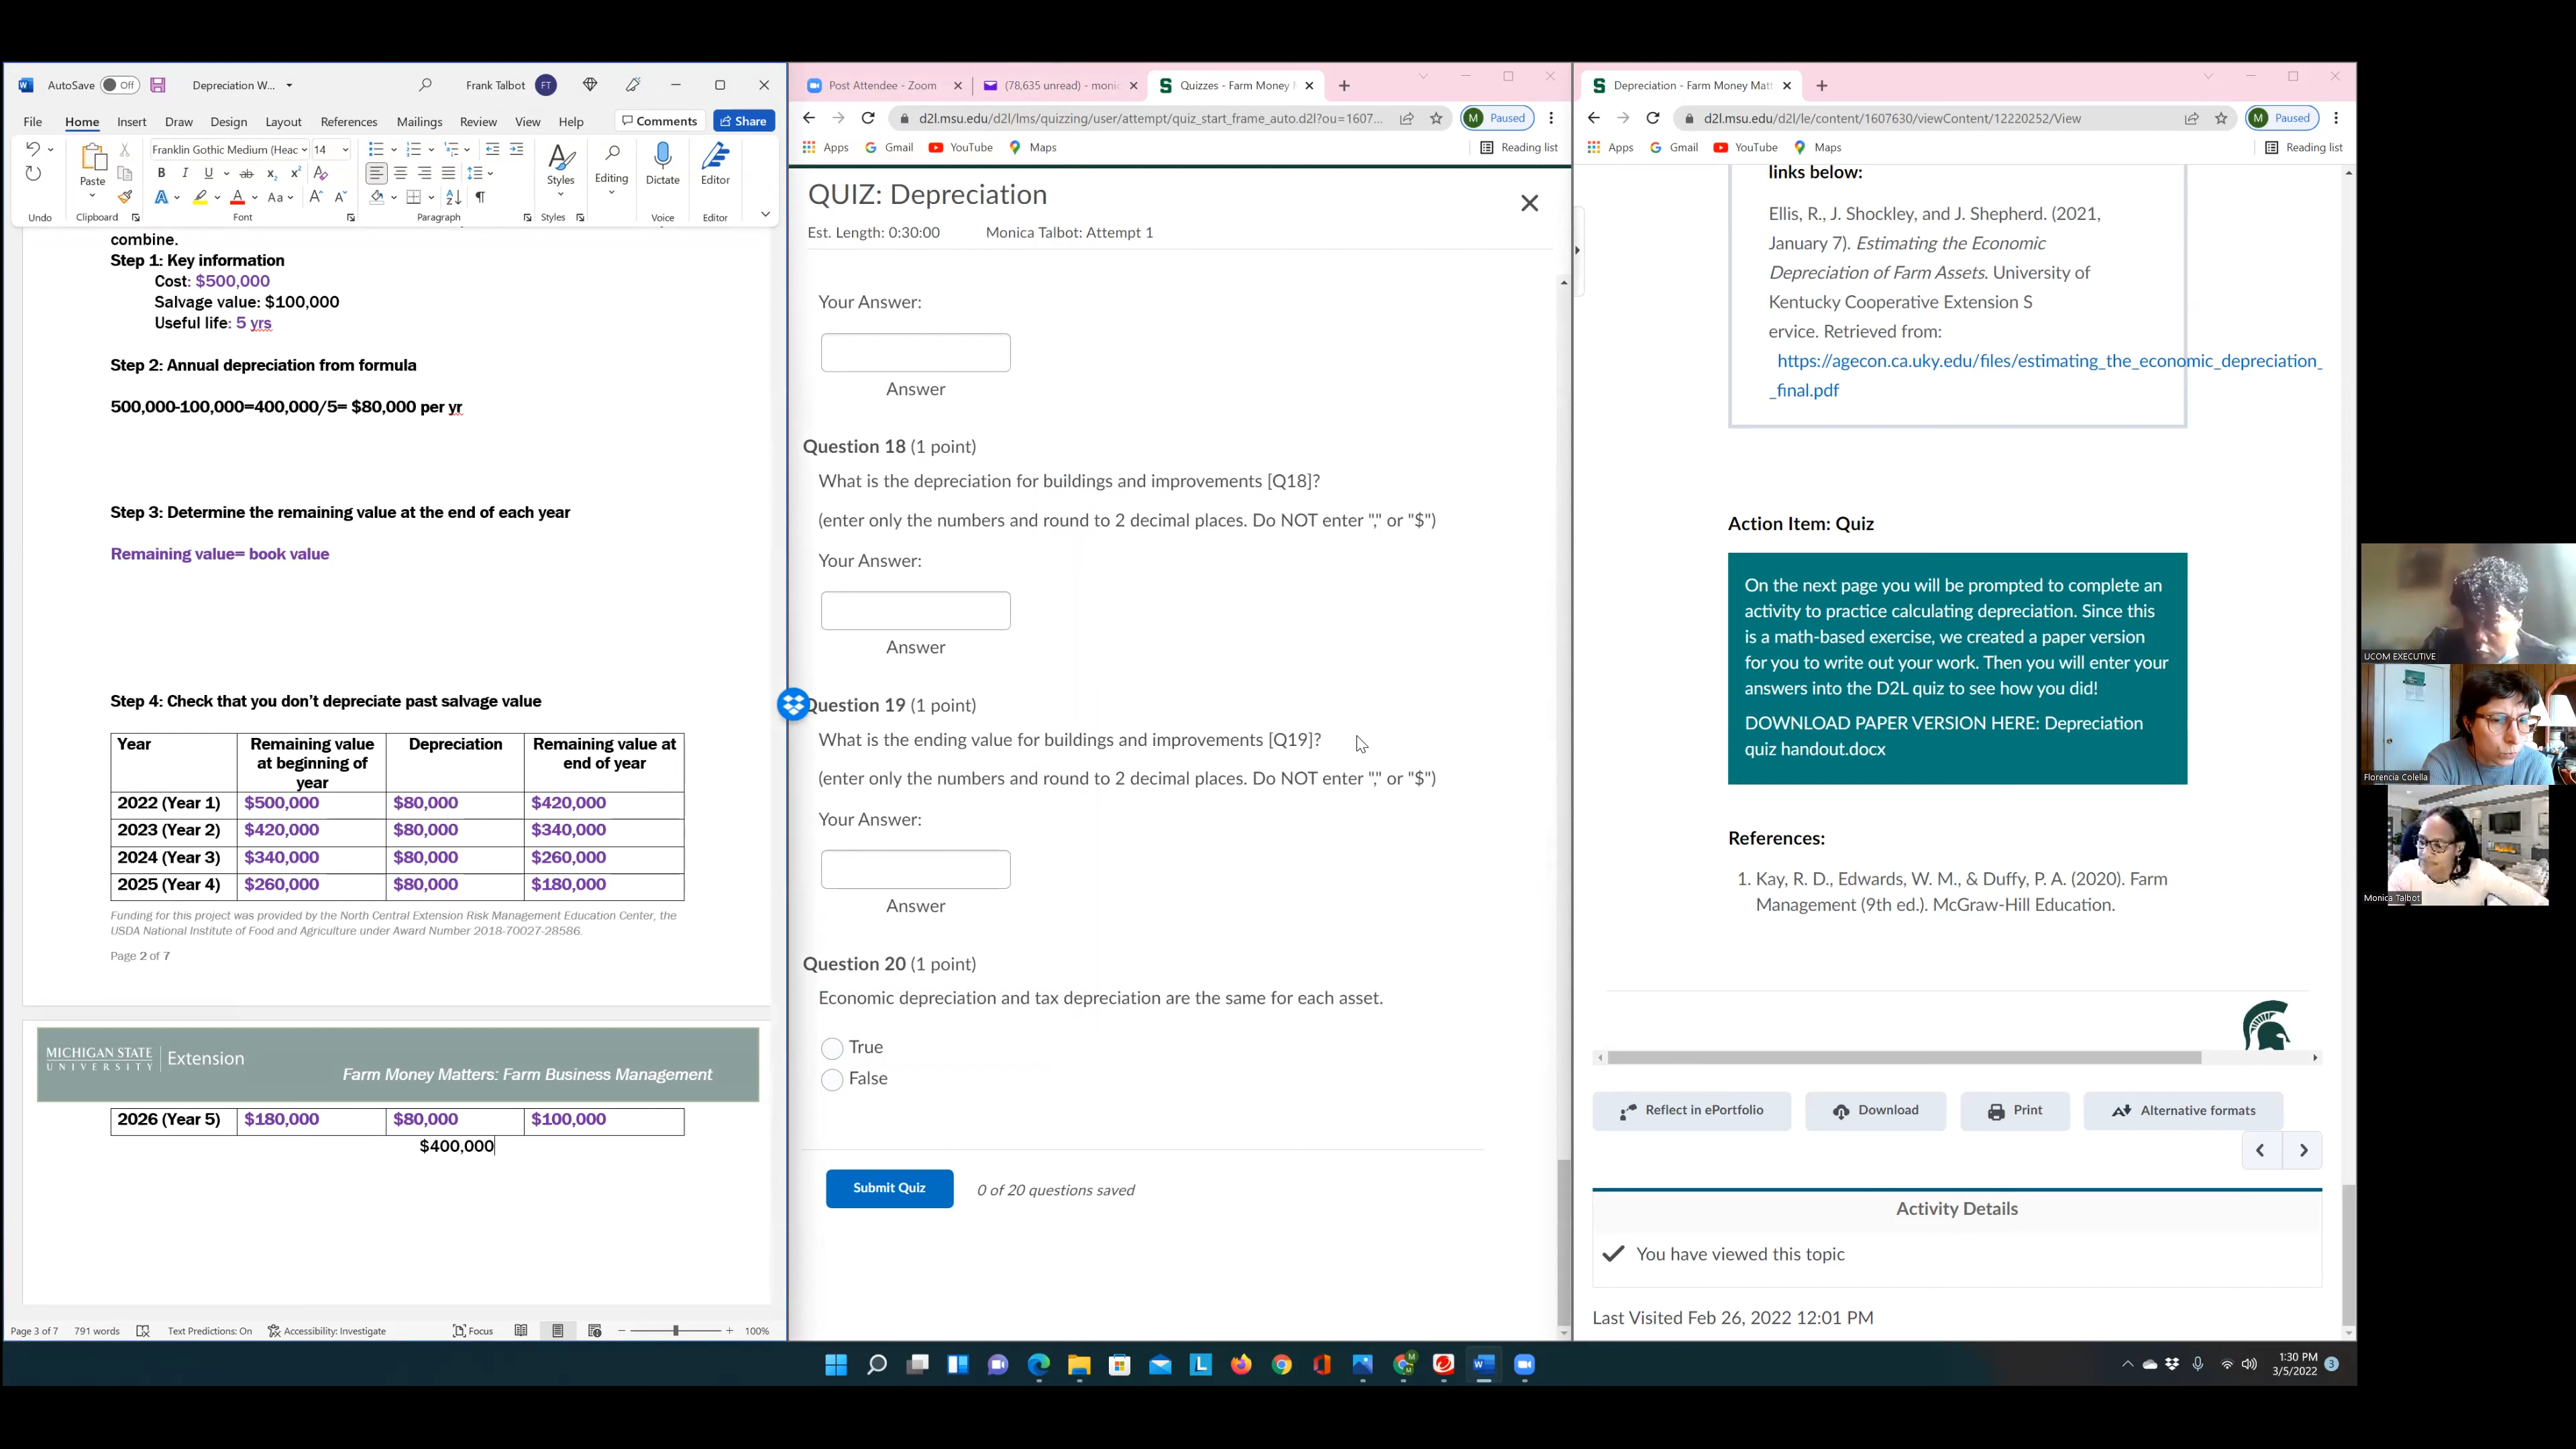 AutoSave Off Depreciation W... Frank Talbot FT
File Home Insert Draw Design Layout References Mailings Review View Help Comments Share
Franklin Gothic Medium (Heac 14
Paste Styles Editing Dictate Editor
Undo Clipboard Font Paragraph Styles Voice Editor
combine.
Step 1: Key information
Cost: $500,000
Salvage value: $100,000
Useful life: 5 yrs
Step 2: Annual depreciation from formula
500,000-100,000=400,000/5= $80,000 per yr
Step 3: Determine the remaining value at the end of each year
Remaining value= book value
Step 4: Check that you don't depreciate past salvage value
Year Remaining value at beginning of year Depreciation Remaining value at end of year
2022 (Year 1) $500,000 $80,000 $420,000
2023 (Year 2) $420,000 $80,000 $340,000
2024 (Year 3) $340,000 $80,000 $260,000
2025 (Year 4) $260,000 $80,000 $180,000
Funding for this project was provided by the North Central Extension Risk Management Education Center, the
USDA National Institute of Food and Agriculture under Award Number 2018-70027-28586.
Page 2 of 7
MICHIGAN STATE
UNIVERSITY Extension
Farm Money Matters: Farm Business Management
2026 (Year 5) $180,000 $80,000 $100,000
$400,000
Page 3 of 7 791 words Text Predictions: On Accessibility: Investigate Focus 100%
Post Attendee - Zoom (78,635 unread) - moni Quizzes - Farm Money
d2l.msu.edu/d2l/lms/quizzing/user/attempt/quiz_start_frame_auto.d2l?ou=1607... M Paused
Apps Gmail YouTube Maps Reading list
QUIZ: Depreciation
Est. Length: 0:30:00 Monica Talbot: Attempt 1
Your Answer:
Answer
Question 18 (1 point)
What is the depreciation for buildings and improvements [Q18]?
(enter only the numbers and round to 2 decimal places. Do NOT enter "," or "$")
Your Answer:
Answer
Question 19 (1 point)
What is the ending value for buildings and improvements [Q19]?
(enter only the numbers and round to 2 decimal places. Do NOT enter "," or "$")
Your Answer:
Answer
Question 20 (1 point)
Economic depreciation and tax depreciation are the same for each asset.
True
False
Submit Quiz 0 of 20 questions saved
Depreciation - Farm Money Matt
d2l.msu.edu/d2l/le/content/1607630/viewContent/12220252/View M Paused
Apps Gmail YouTube Maps Reading list
links below:
Ellis, R., J. Shockley, and J. Shepherd. (2021,
January 7). Estimating the Economic
Depreciation of Farm Assets. University of
Kentucky Cooperative Extension S
ervice. Retrieved from:
https://agecon.ca.uky.edu/files/estimating_the_economic_depreciation_
_final.pdf
Action Item: Quiz
On the next page you will be prompted to complete an
activity to practice calculating depreciation. Since this
is a math-based exercise, we created a paper version
for you to write out your work. Then you will enter your
answers into the D2L quiz to see how you did!
DOWNLOAD PAPER VERSION HERE: Depreciation
quiz handout.docx
References:
1. Kay, R. D., Edwards, W. M., & Duffy, P. A. (2020). Farm
Management (9th ed.). McGraw-Hill Education.
Reflect in ePortfolio Download Print Alternative formats
Activity Details
You have viewed this topic
Last Visited Feb 26, 2022 12:01 PM
1:30 PM
3/5/2022 3
UCOM EXECUTIVE
Florencia Colella
Monica Talbot